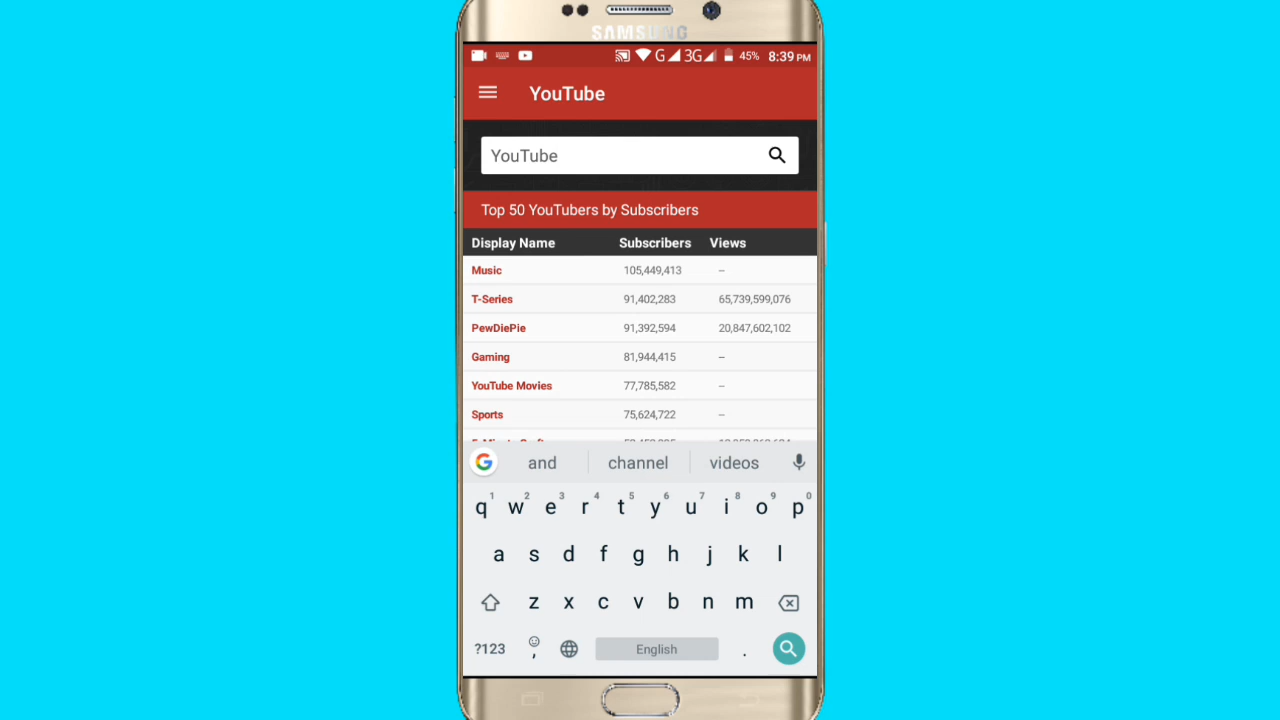 SAMSUNG
G 3G 45% 8:39 PM
YouTube
YouTube
Top 50 YouTubers by Subscribers
Display Name Subscribers Views
Music 105,449,413 --
T-Series 91,402,283 65,739,599,076
PewDiePie 91,392,594 20,847,602,102
Gaming 81,944,415 --
YouTube Movies 77,785,582 --
Sports 75,624,722 --
G and channel videos
1 2 3 4 5 6 7 8 9 0
q w e r t y u i o p
a s d f g h j k l
z x c v b n m
?123 , English .